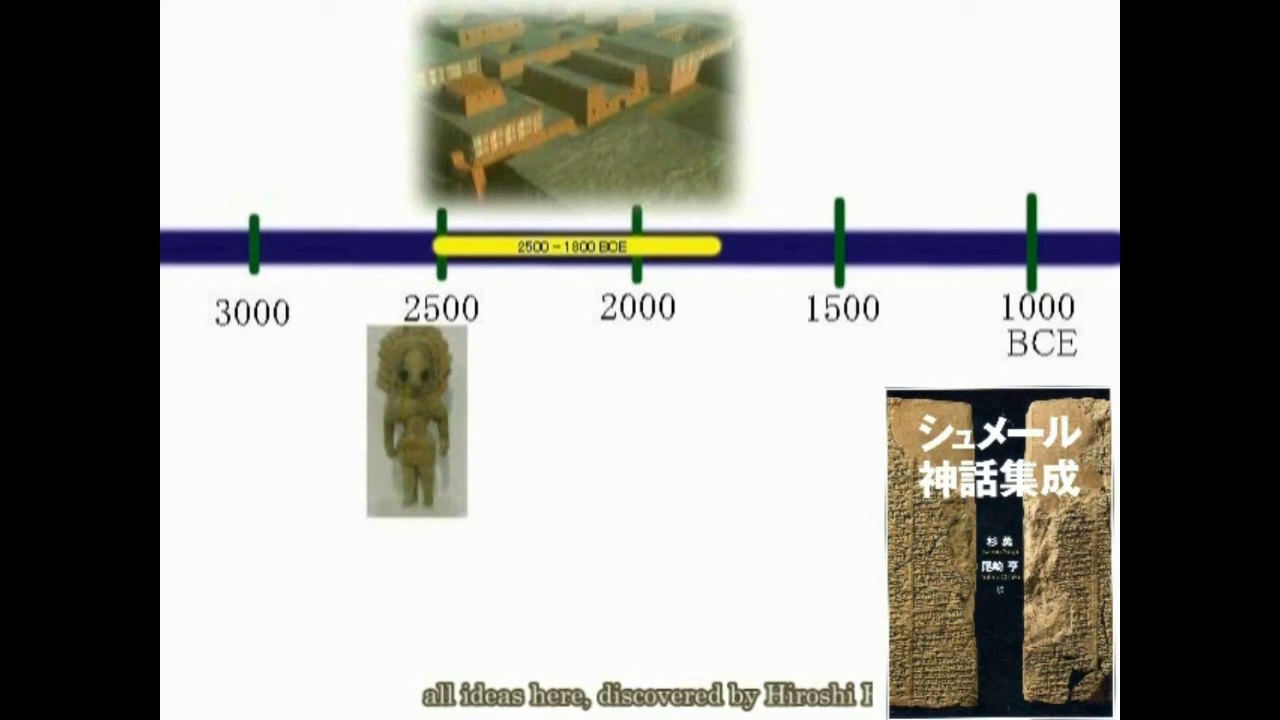 2500 - 1800 BCE
3000
2500
2000
1500
1000
BCE
シュメール
神話集成
杉 勇
尾崎 亨
訳
all ideas here, discovered by Hiroshi